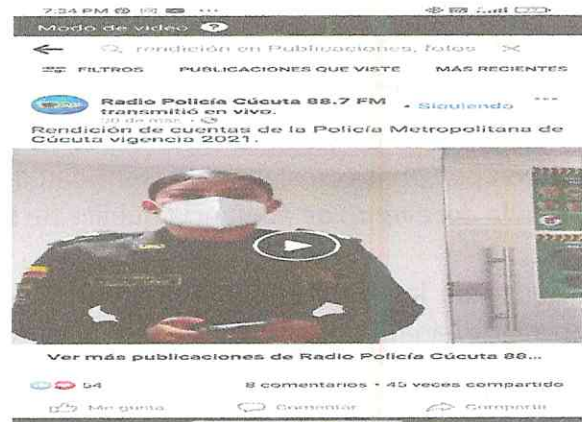 7:34 PM
Modo de video ?
rendición en Publicaciones, fotos
FILTROS PUBLICACIONES QUE VISTE MÁS RECIENTES
Radio Policía Cúcuta 88.7 FM • Siguiendo
transmitió en vivo.
Rendición de cuentas de la Policía Metropolitana de
Cúcuta vigencia 2021.
Ver más publicaciones de Radio Policía Cúcuta 88...
54 8 comentarios • 45 veces compartido
Me gusta Comentar Compartir